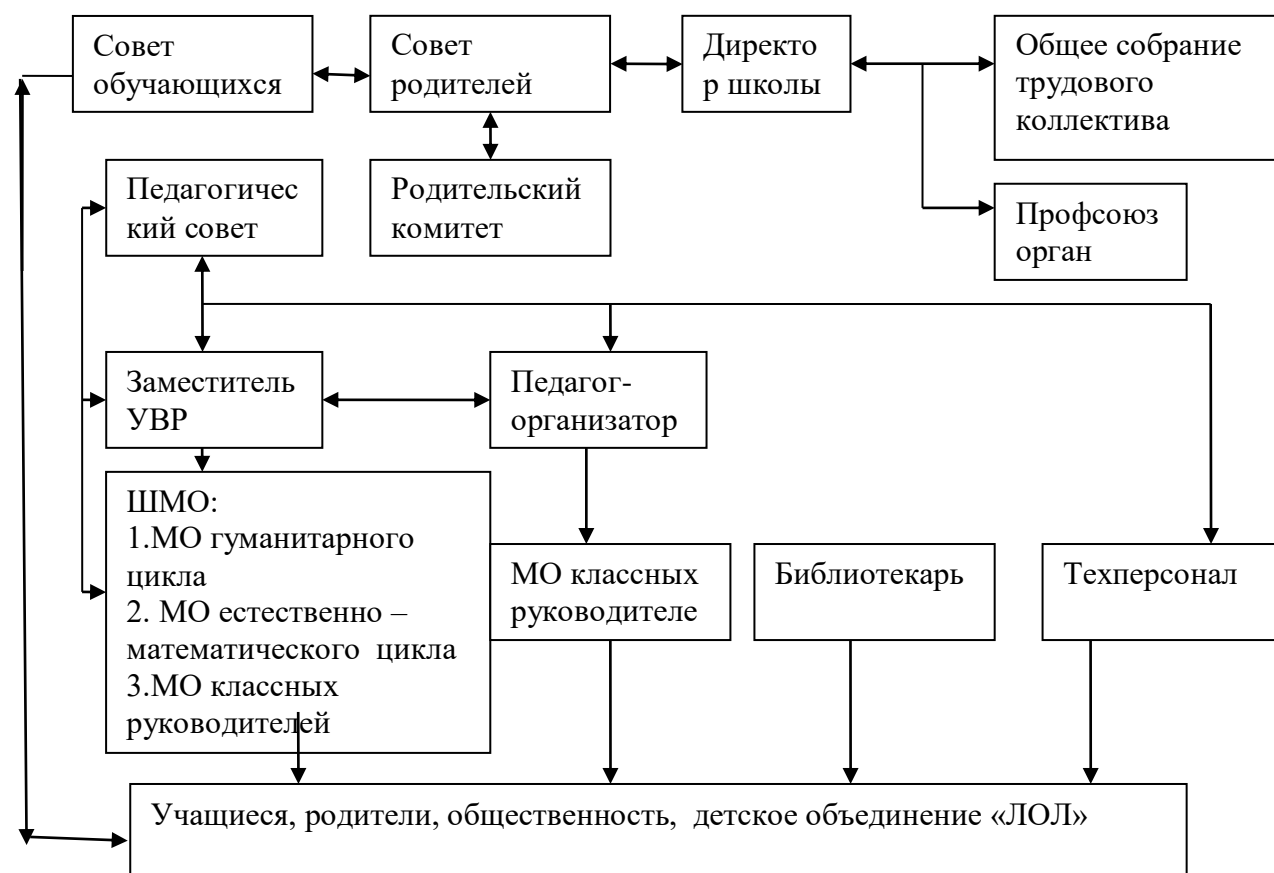 Совет
обучающихся
Совет
родителей
Директо
р школы
Общее собрание
трудового
коллектива
Педагогичес
кий совет
Родительский
комитет
Профсоюз
орган
Заместитель
УВР
Педагог-
организатор
ШМО:
1.МО гуманитарного
цикла
2. МО естественно –
математического  цикла
3.МО классных
руководителей
МО классных
руководителе
Библиотекарь
Техперсонал
Учащиеся, родители, общественность,  детское объединение «ЛОЛ»